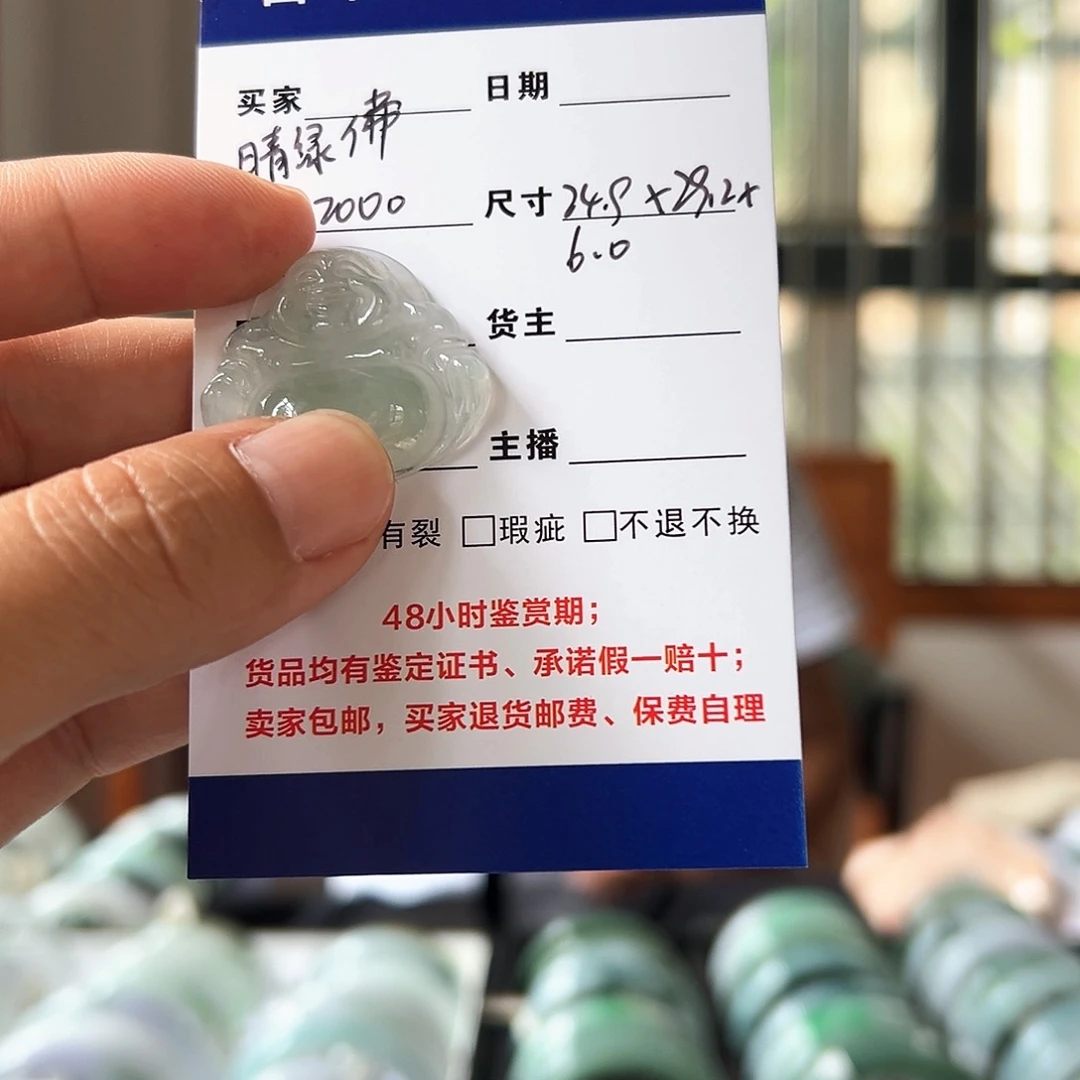 买家 日期
晴绿佛
2000 尺寸 24.5×29.2×
6.0
货主
主播
有裂 □瑕疵 □不退不换
48小时鉴赏期；
货品均有鉴定证书、承诺假一赔十；
卖家包邮，买家退货邮费、保费自理